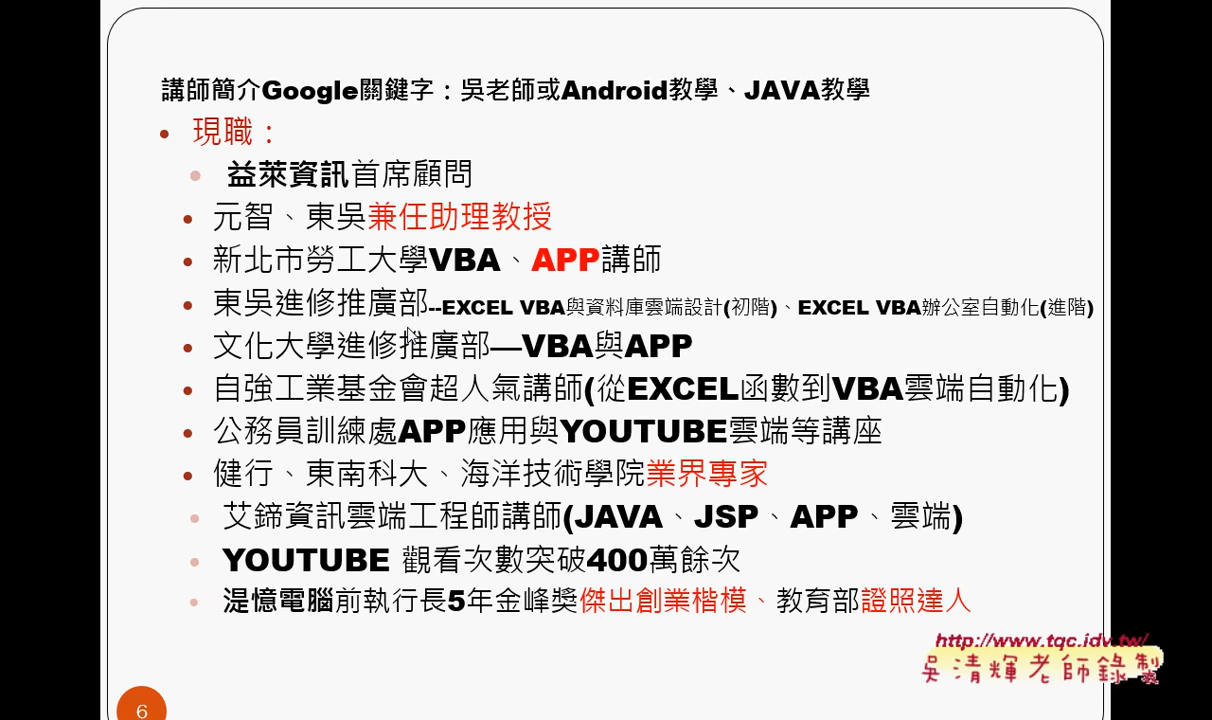 講師簡介Google關鍵字：吳老師或Android教學、JAVA教學
• 現職：
• 益萊資訊首席顧問
• 元智、東吳兼任助理教授
• 新北市勞工大學VBA、APP講師
• 東吳進修推廣部--EXCEL VBA與資料庫雲端設計(初階)、EXCEL VBA辦公室自動化(進階)
• 文化大學進修推廣部—VBA與APP
• 自強工業基金會超人氣講師(從EXCEL函數到VBA雲端自動化)
• 公務員訓練處APP應用與YOUTUBE雲端等講座
• 健行、東南科大、海洋技術學院業界專家
• 艾鍗資訊雲端工程師講師(JAVA、JSP、APP、雲端)
• YOUTUBE 觀看次數突破400萬餘次
• 湜憶電腦前執行長5年金峰獎傑出創業楷模、教育部證照達人
http://www.tqc.idv.tw/
吳清輝老師錄製
6